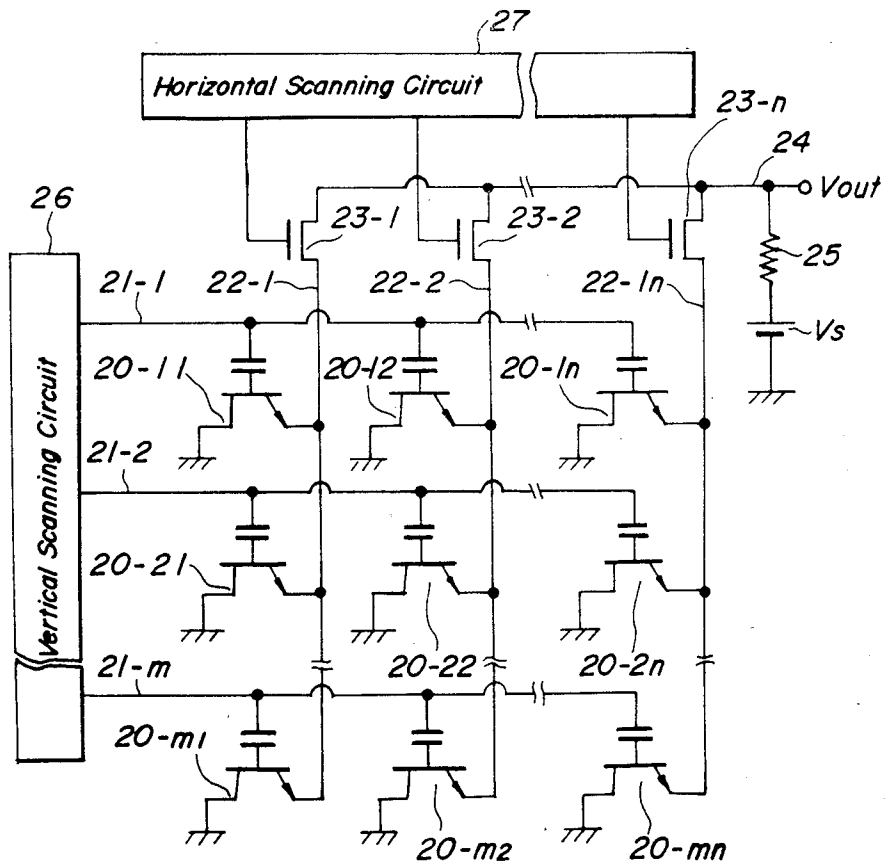 27
Horizontal Scanning Circuit
23-n
24
Vout
26
23-1
23-2
25
21-1
22-1
22-2
22-1n
Vs
20-11
20-12
20-1n
Vertical Scanning Circuit
21-2
20-21
20-22
20-2n
21-m
20-m1
20-m2
20-mn